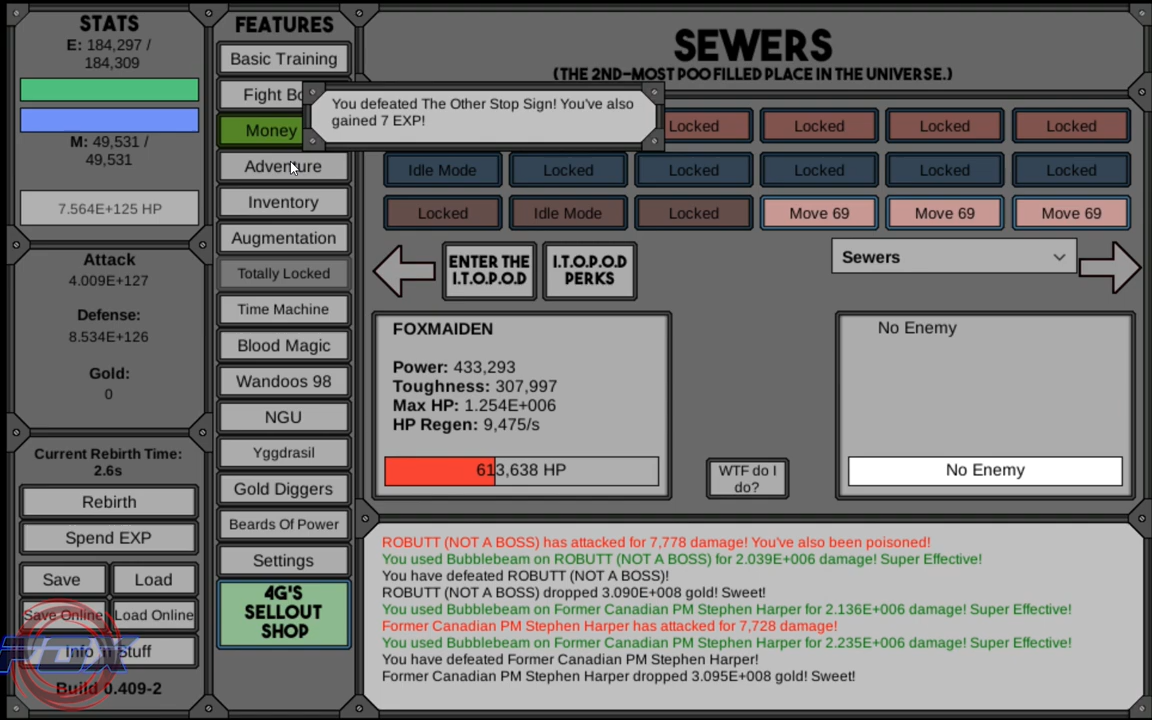 STATS
E: 184,297 /
184,309
M: 49,531 /
49,531
7.564E+125 HP
Attack
4.009E+127
Defense:
8.534E+126
Gold:
0
Current Rebirth Time:
2.6s
Rebirth
Spend EXP
Save
Load
Save Online
Load Online
Info n Stuff
Build 0.409-2
FEATURES
Basic Training
Fight Bo
Money
Adventure
Inventory
Augmentation
Totally Locked
Time Machine
Blood Magic
Wandoos 98
NGU
Yggdrasil
Gold Diggers
Beards Of Power
Settings
4G'S
SELLOUT
SHOP
You defeated The Other Stop Sign! You've also
gained 7 EXP!
SEWERS
(THE 2ND-MOST POO FILLED PLACE IN THE UNIVERSE.)
Locked
Locked
Locked
Locked
Idle Mode
Locked
Locked
Locked
Locked
Locked
Locked
Idle Mode
Locked
Move 69
Move 69
Move 69
ENTER THE
I.T.O.P.O.D
I.T.O.P.O.D
PERKS
Sewers
FOXMAIDEN
Power: 433,293
Toughness: 307,997
Max HP: 1.254E+006
HP Regen: 9,475/s
613,638 HP
WTF do I
do?
No Enemy
No Enemy
ROBUTT (NOT A BOSS) has attacked for 7,778 damage! You've also been poisoned!
You used Bubblebeam on ROBUTT (NOT A BOSS) for 2.039E+006 damage! Super Effective!
You have defeated ROBUTT (NOT A BOSS)!
ROBUTT (NOT A BOSS) dropped 3.090E+008 gold! Sweet!
You used Bubblebeam on Former Canadian PM Stephen Harper for 2.136E+006 damage! Super Effective!
Former Canadian PM Stephen Harper has attacked for 7,728 damage!
You used Bubblebeam on Former Canadian PM Stephen Harper for 2.235E+006 damage! Super Effective!
You have defeated Former Canadian PM Stephen Harper!
Former Canadian PM Stephen Harper dropped 3.095E+008 gold! Sweet!